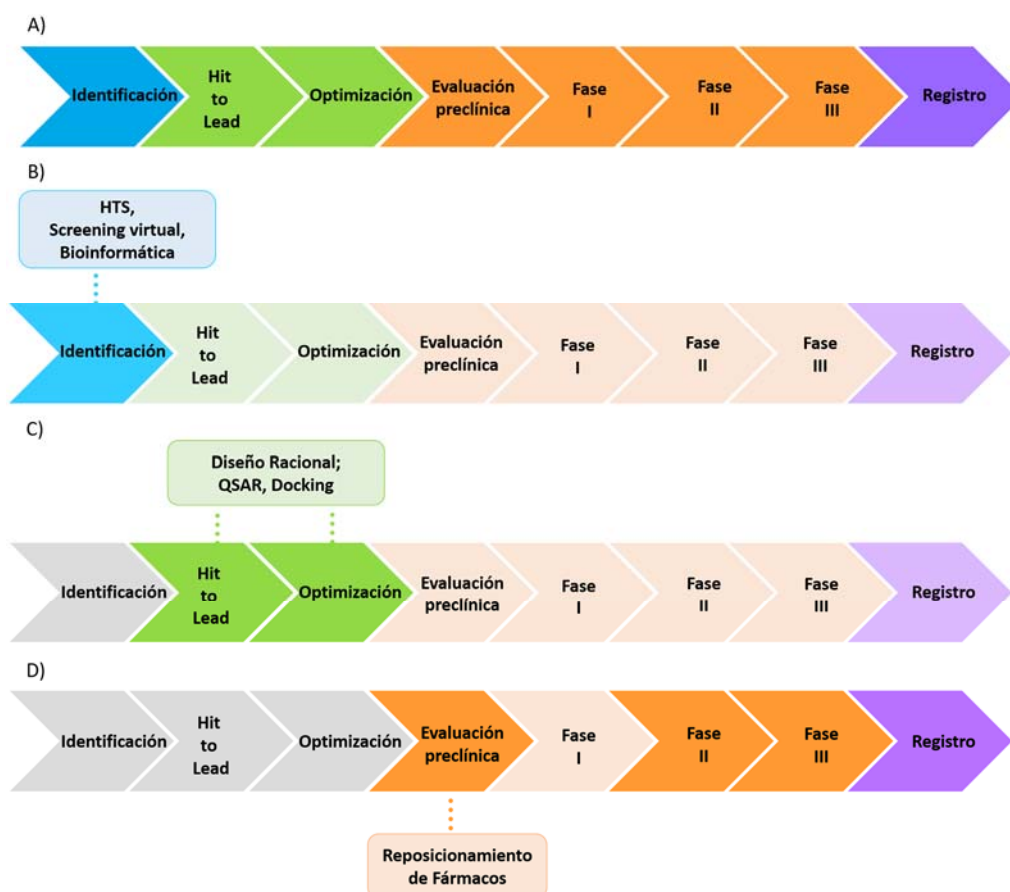 A)
Identificación
Hit
to
Lead
Optimización
Evaluación
preclínica
Fase
I
Fase
II
Fase
III
Registro
B)
HTS,
Screening virtual,
Bioinformática
Identificación
Hit
to
Lead
Optimización
Evaluación
preclínica
Fase
I
Fase
II
Fase
III
Registro
C)
Diseño Racional;
QSAR, Docking
Identificación
Hit
to
Lead
Optimización
Evaluación
preclínica
Fase
I
Fase
II
Fase
III
Registro
D)
Identificación
Hit
to
Lead
Optimización
Evaluación
preclínica
Fase
I
Fase
II
Fase
III
Registro
Reposicionamiento
de Fármacos